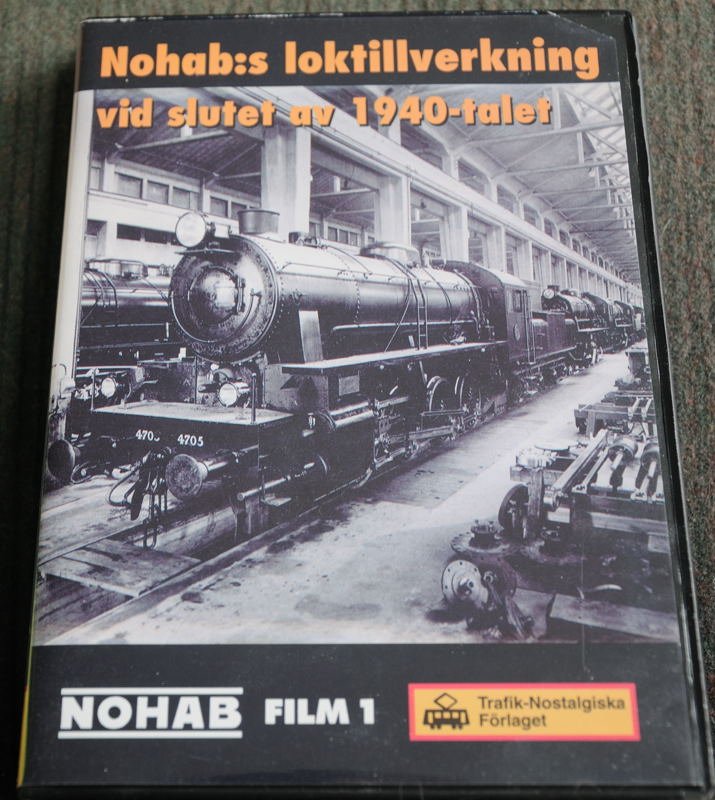 Nohab:s loktillverkning
vid slutet av 1940-talet
4705 4705
NOHAB FILM 1
Trafik-Nostalgiska
Förlaget